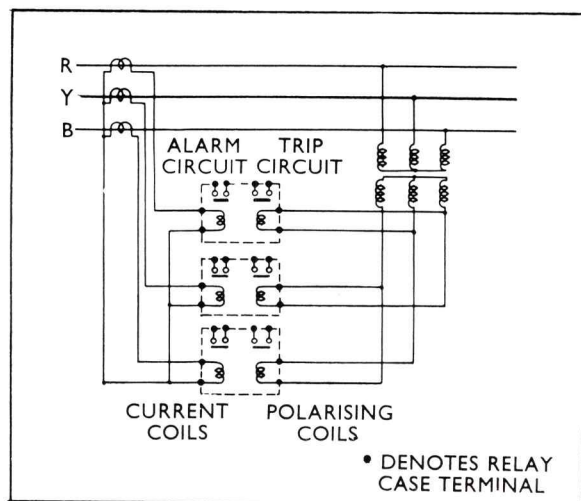 R
Y
B
ALARM CIRCUIT
TRIP CIRCUIT
CURRENT COILS
POLARISING COILS
• DENOTES RELAY
CASE TERMINAL